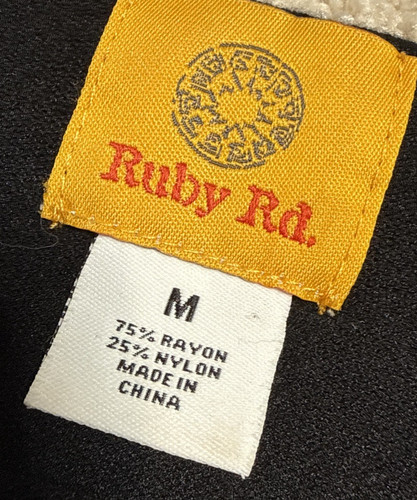 Ruby Rd.
M
75% RAYON
25% NYLON
MADE IN
CHINA